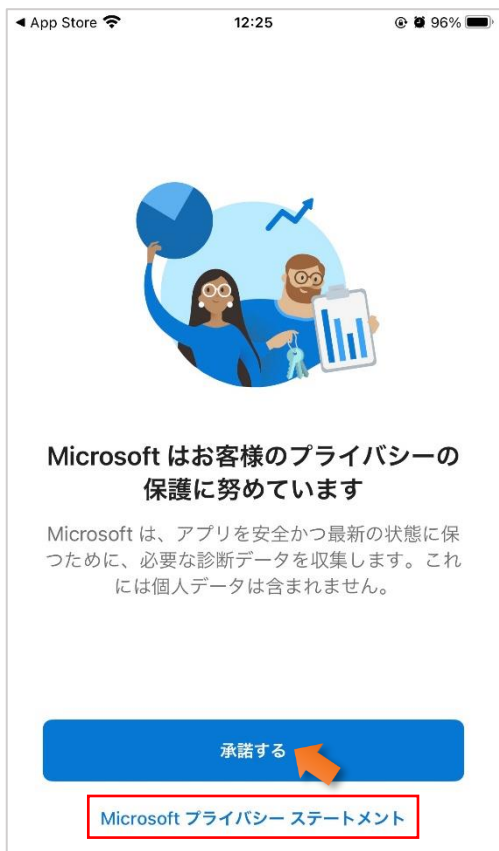 App Store
12:25
96%
Microsoft はお客様のプライバシーの
保護に努めています
Microsoft は、アプリを安全かつ最新の状態に保
つために、必要な診断データを収集します。これ
には個人データは含まれません。
承諾する
Microsoft プライバシー ステートメント